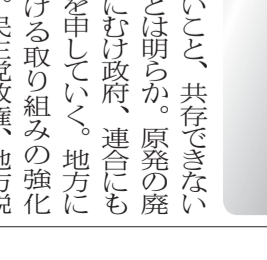 いこと、共存できない
とは明らか。原発の廃
にむけ政府、連合にも
を申していく。地方に
ける取り組みの強化
。民主党政権、地方議